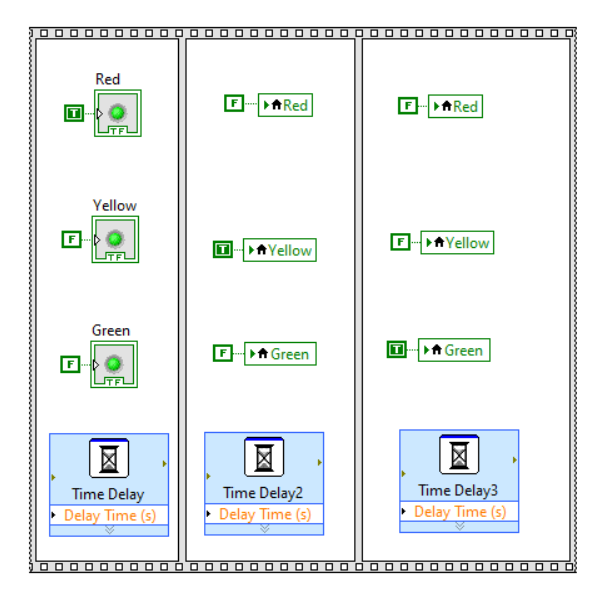 Red
T
TF
Yellow
F
TF
Green
F
TF
Time Delay
Delay Time (s)
F
Red
T
Yellow
F
Green
Time Delay2
Delay Time (s)
F
Red
F
Yellow
T
Green
Time Delay3
Delay Time (s)